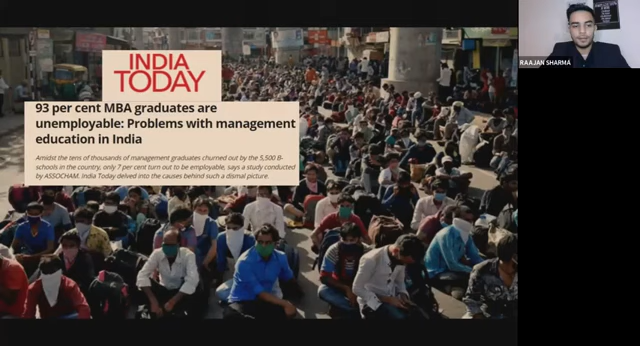 INDIA
TODAY
93 per cent MBA graduates are
unemployable: Problems with management
education in India
Amidst the tens of thousands of management graduates churned out by the 5,500 B-
schools in the country, only 7 per cent turn out to be employable, says a study conducted
by ASSOCHAM. India Today delved into the causes behind such a dismal picture.
RAAJAN SHARMA